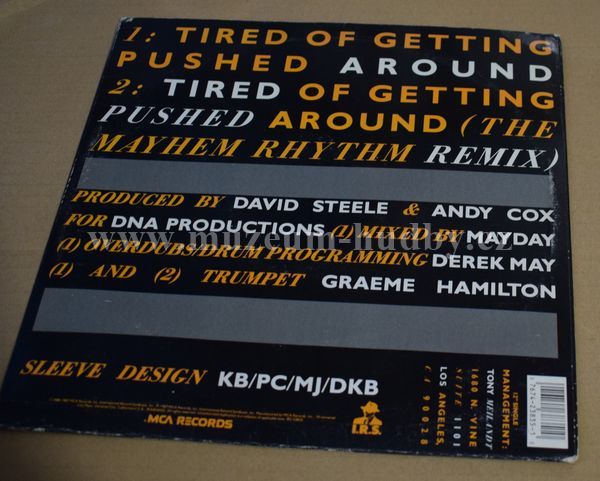 1: TIRED OF GETTING
PUSHED AROUND
2: TIRED OF GETTING
PUSHED AROUND (THE
MAYHEM RHYTHM REMIX)
PRODUCED BY DAVID STEELE & ANDY COX
FOR DNA PRODUCTIONS (1) MIXED BY MAYDAY
www.muzeum-hudby.cz
(1) OVERDUBS/DRUM PROGRAMMING DEREK MAY
(1) AND (2) TRUMPET GRAEME HAMILTON
SLEEVE DESIGN KB/PC/MJ/DKB
MCA RECORDS
I.R.S.
12" SINGLE
MANAGEMENT:
TONY MEILANDT
1680 N. VINE
SUITE 1101
LOS ANGELES,
CA 90028